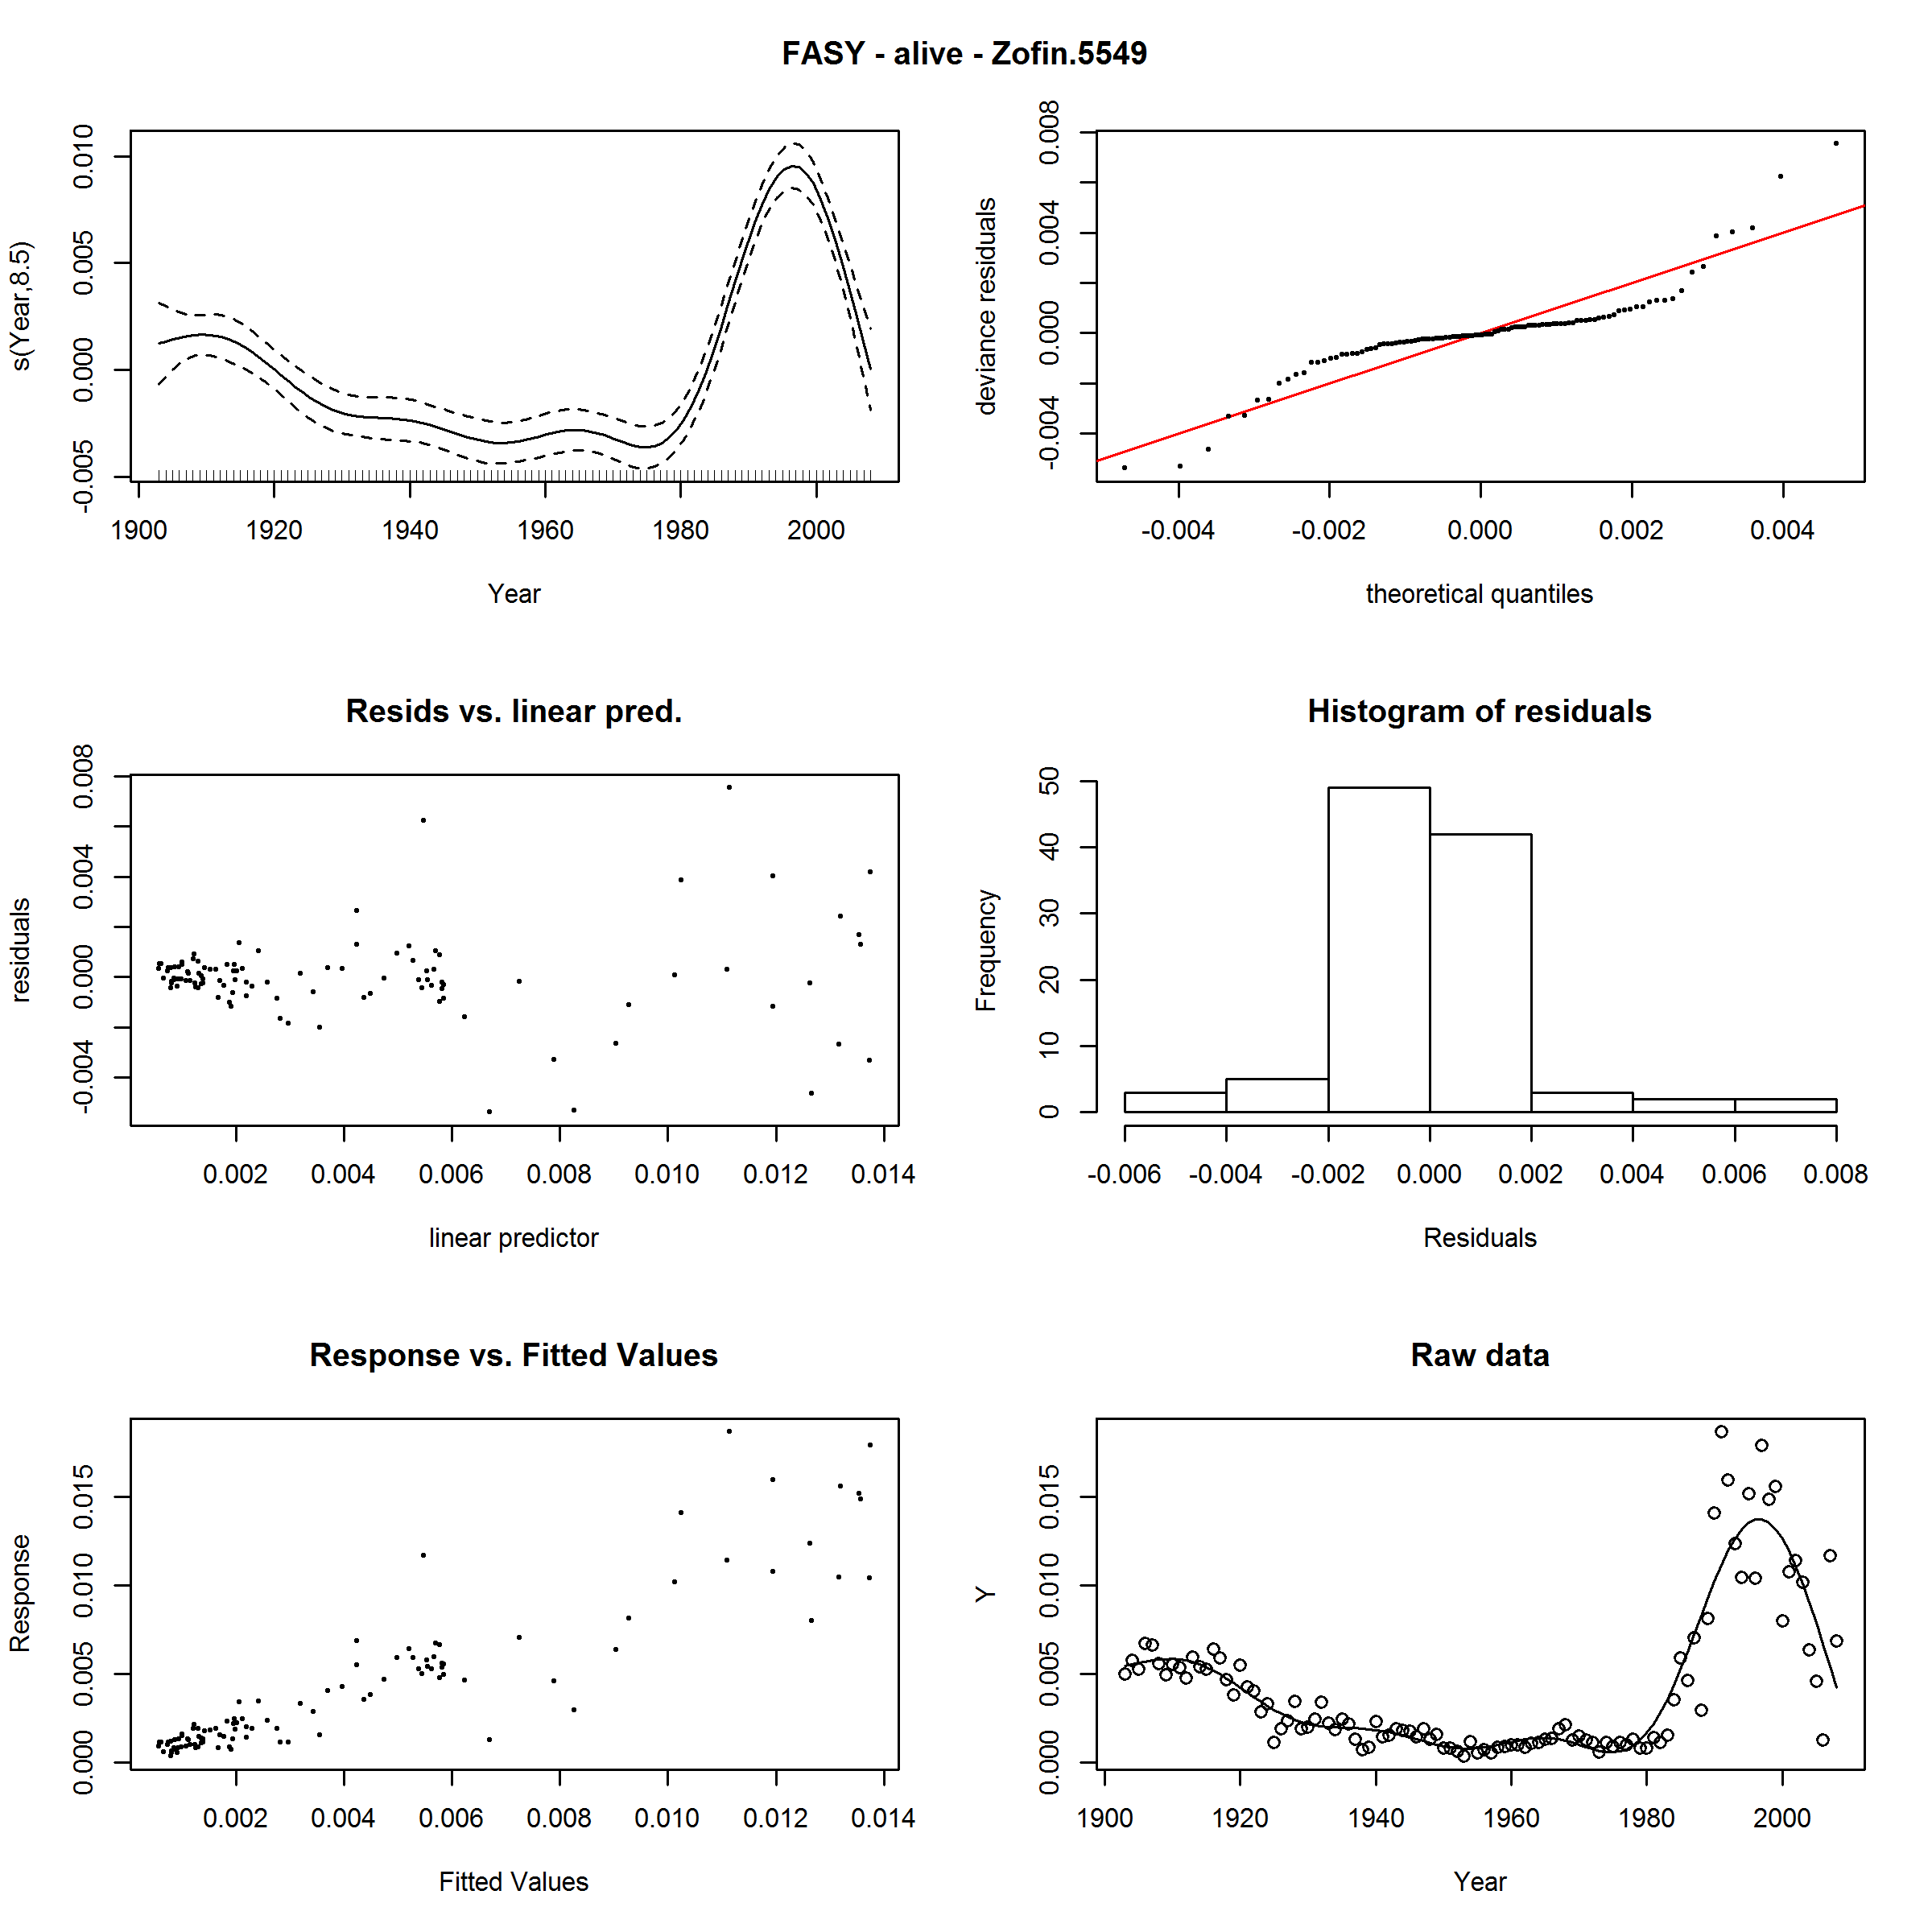 FASY - alive - Zofin.5549
s(Year,8.5)
-0.005 0.000 0.005 0.010
1900 1920 1940 1960 1980 2000
Year
deviance residuals
-0.004 0.000 0.004 0.008
-0.004 -0.002 0.000 0.002 0.004
theoretical quantiles
Resids vs. linear pred.
residuals
-0.004 0.000 0.004 0.008
0.002 0.004 0.006 0.008 0.010 0.012 0.014
linear predictor
Histogram of residuals
Frequency
0 10 20 30 40 50
-0.006 -0.004 -0.002 0.000 0.002 0.004 0.006 0.008
Residuals
Response vs. Fitted Values
Response
0.000 0.005 0.010 0.015
0.002 0.004 0.006 0.008 0.010 0.012 0.014
Fitted Values
Raw data
Y
0.000 0.005 0.010 0.015
1900 1920 1940 1960 1980 2000
Year